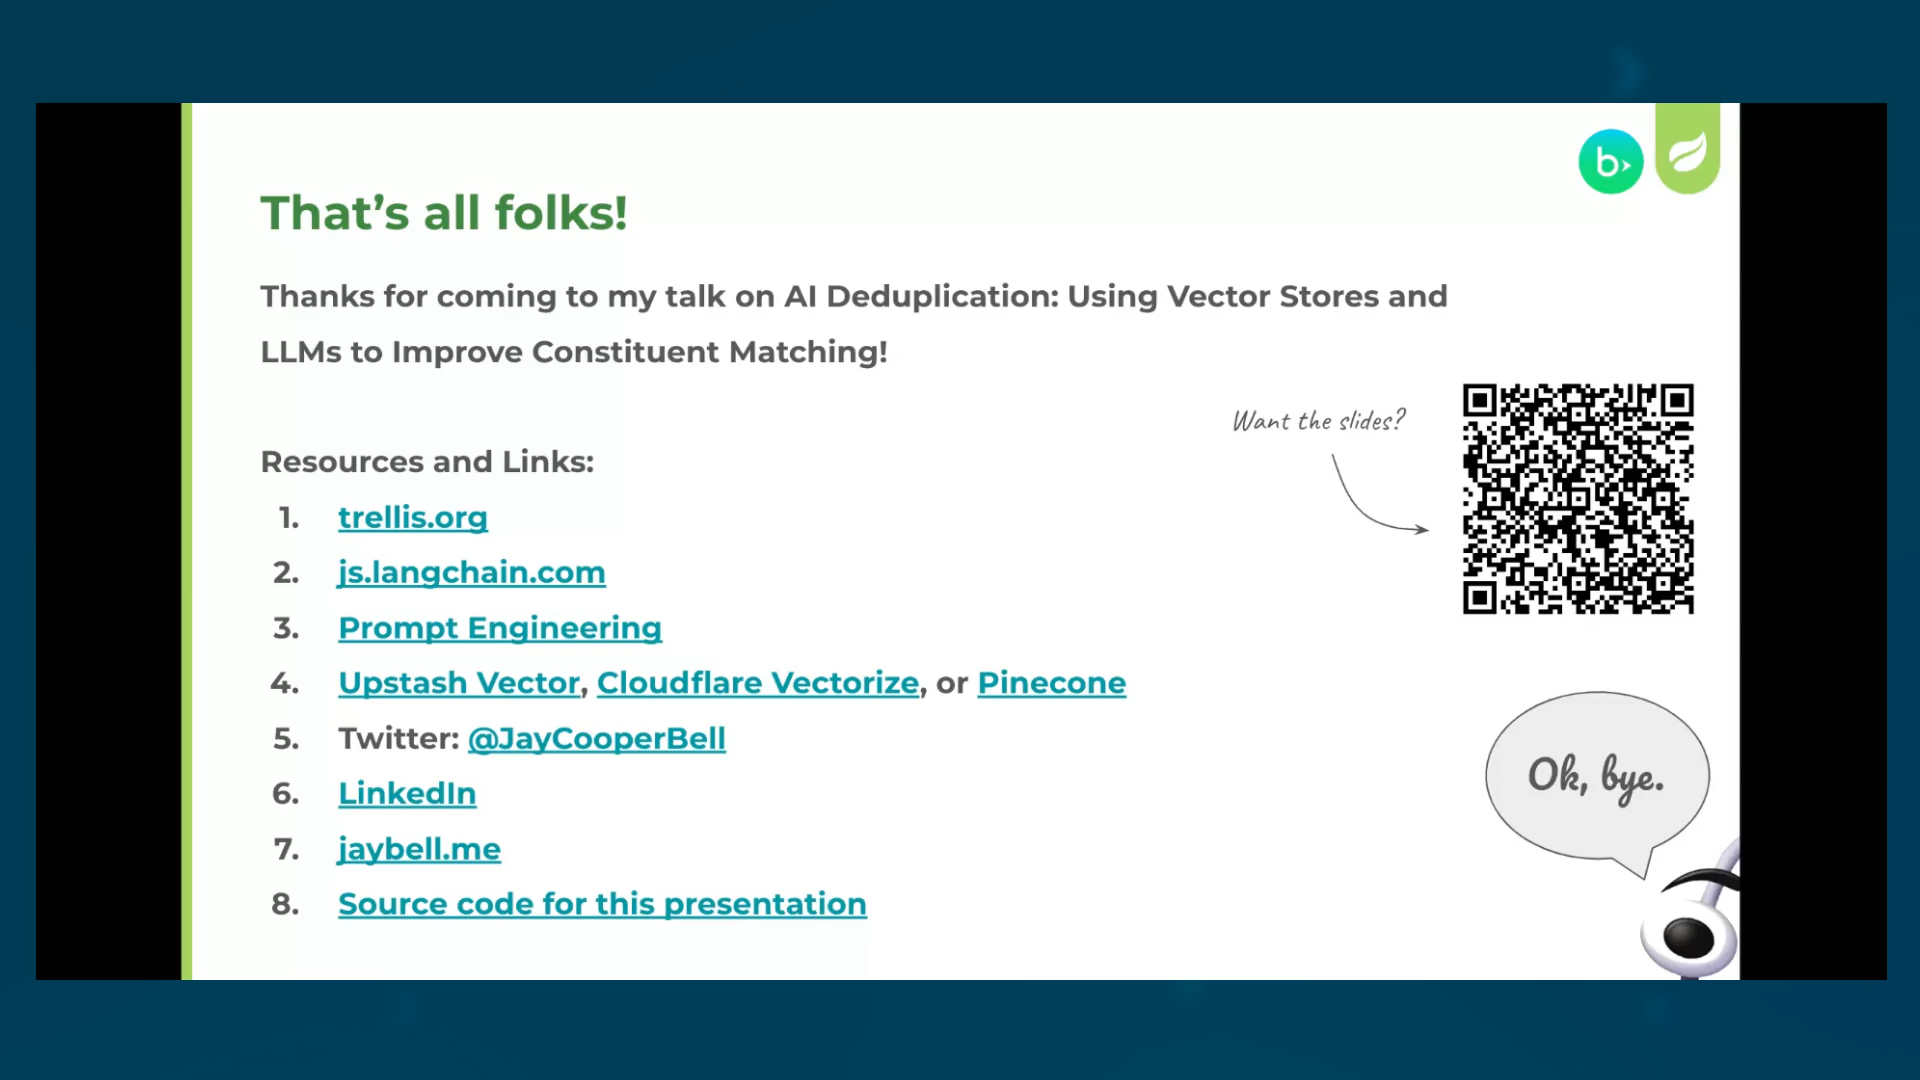 b
That’s all folks!
Thanks for coming to my talk on AI Deduplication: Using Vector Stores and
LLMs to Improve Constituent Matching!
Want the slides?
Resources and Links:
1. trellis.org
2. js.langchain.com
3. Prompt Engineering
4. Upstash Vector, Cloudflare Vectorize, or Pinecone
5. Twitter: @JayCooperBell
6. LinkedIn
7. jaybell.me
8. Source code for this presentation
Ok, bye.